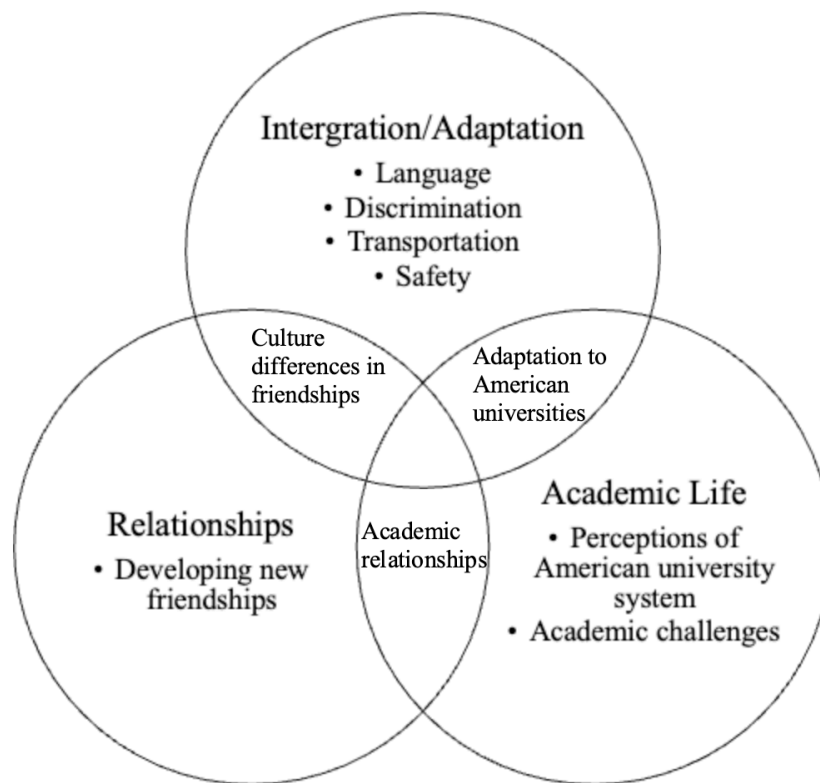 Intergration/Adaptation
• Language
• Discrimination
• Transportation
• Safety
Culture
differences in
friendships
Adaptation to
American
universities
Relationships
• Developing new
friendships
Academic
relationships
Academic Life
• Perceptions of
American university
system
• Academic challenges